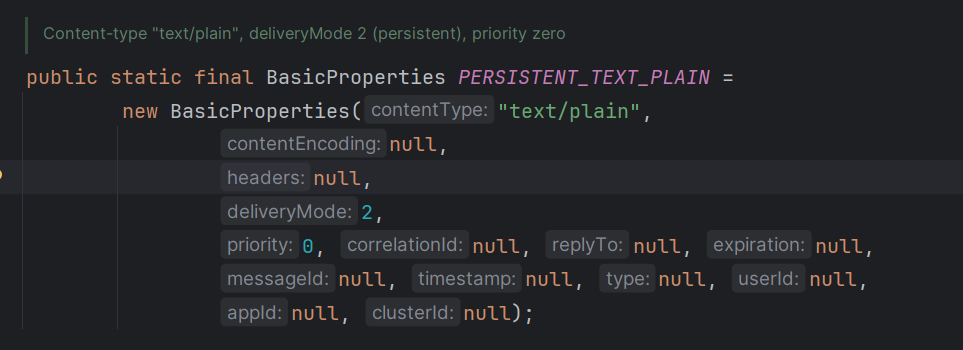 Content-type "text/plain", deliveryMode 2 (persistent), priority zero
public static final BasicProperties PERSISTENT_TEXT_PLAIN =
new BasicProperties( contentType: "text/plain",
contentEncoding: null,
headers: null,
deliveryMode: 2,
priority: 0, correlationId: null, replyTo: null, expiration: null,
messageId: null, timestamp: null, type: null, userId: null,
appId: null, clusterId: null);